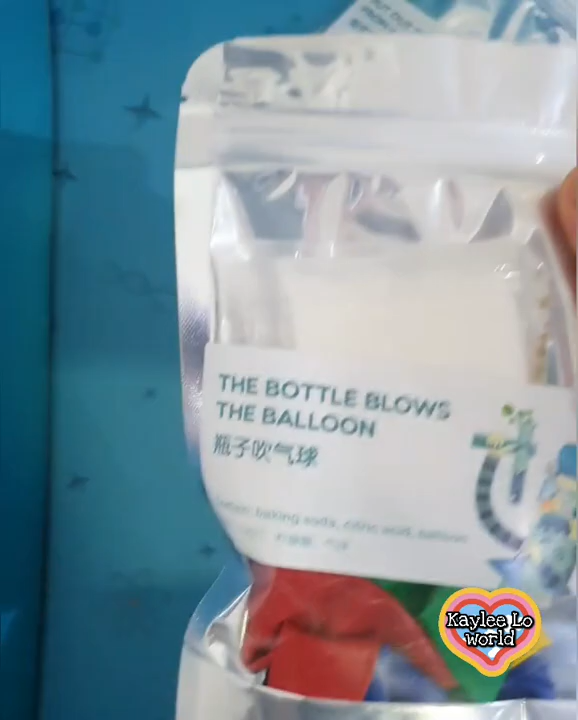 THE BOTTLE BLOWS
THE BALLOON
瓶子吹气球
baking soda, citric acid, balloon
Kaylee Lo
world